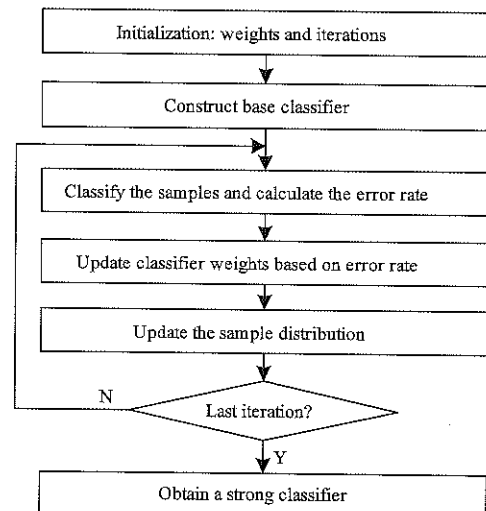 Initialization: weights and iterations
Construct base classifier
Classify the samples and calculate the error rate
Update classifier weights based on error rate
Update the sample distribution
N
Last iteration?
Y
Obtain a strong classifier